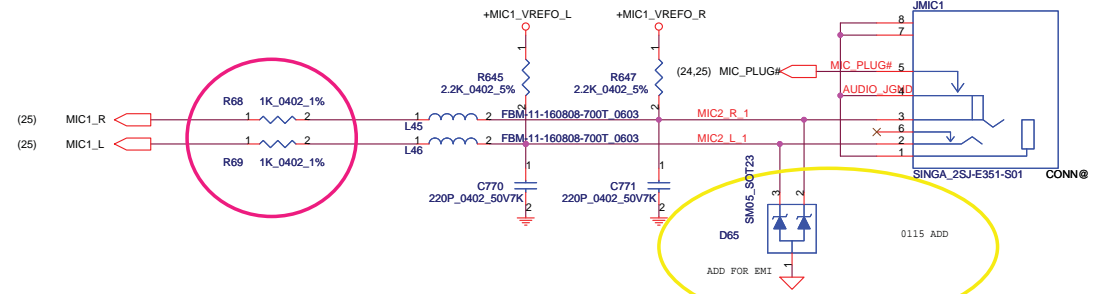 JMIC1
+MIC1_VREFO_L
+MIC1_VREFO_R
8
7
1
1
R645
2.2K_0402_5%
R647
2.2K_0402_5%
(24,25) MIC_PLUG#
MIC_PLUG#
5
2
2
AUDIO_JGND
4
R68 1K_0402_1%
(25) MIC1_R
1 2
1 2
L45
FBM-11-160808-700T_0603
MIC2_R_1
3
6
(25) MIC1_L
1 2
1 2
L46
FBM-11-160808-700T_0603
MIC2_L_1
2
1
R69 1K_0402_1%
SINGA_2SJ-E351-S01 CONN@
1
1
C770
220P_0402_50V7K
2
C771
220P_0402_50V7K
2
SM05_SOT23
3
2
D65
1
0115 ADD
ADD FOR EMI